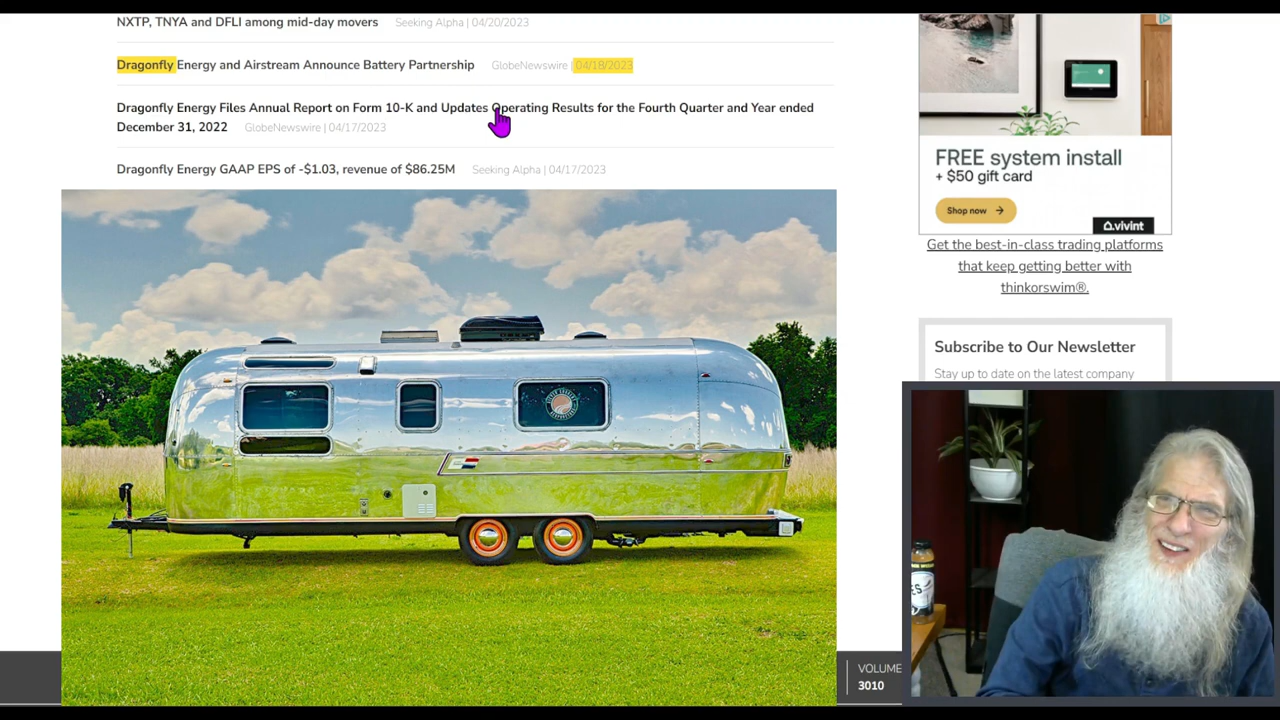 NXTP, TNYA and DFLI among mid-day movers Seeking Alpha | 04/20/2023
Dragonfly Energy and Airstream Announce Battery Partnership GlobeNewswire | 04/18/2023
Dragonfly Energy Files Annual Report on Form 10-K and Updates Operating Results for the Fourth Quarter and Year ended
December 31, 2022 GlobeNewswire | 04/17/2023
Dragonfly Energy GAAP EPS of -$1.03, revenue of $86.25M Seeking Alpha | 04/17/2023
FREE system install
+ $50 gift card
Shop now →
vivint
Get the best-in-class trading platforms
that keep getting better with
thinkorswim®.
Subscribe to Our Newsletter
Stay up to date on the latest company
VOLUME
3010